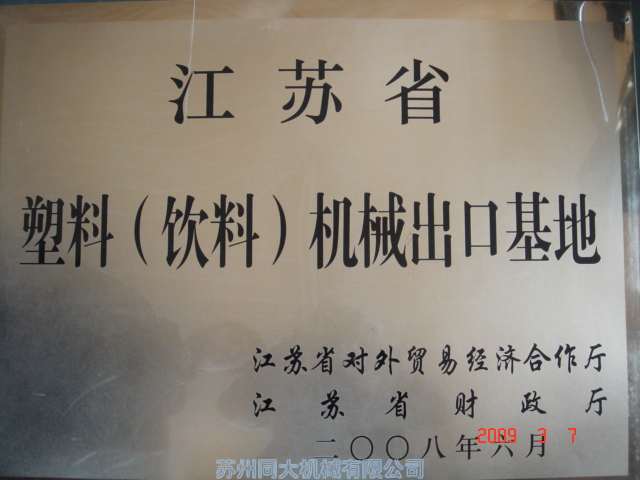 江苏省
塑料（饮料）机械出口基地
江苏省对外贸易经济合作厅
江苏省财政厅
二〇〇八年六月
2009 3 7
苏州同大机械有限公司